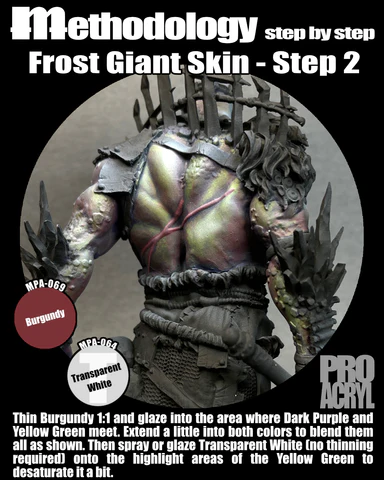 methodology step by step
Frost Giant Skin - Step 2
MPA-069
Burgundy
MPA-064
T
Transparent
White
PRO
ACRYL
Thin Burgundy 1:1 and glaze into the area where Dark Purple and
Yellow Green meet. Extend a little into both colors to blend them
all as shown. Then spray or glaze Transparent White (no thinning
required) onto the highlight areas of the Yellow Green to
desaturate it a bit.